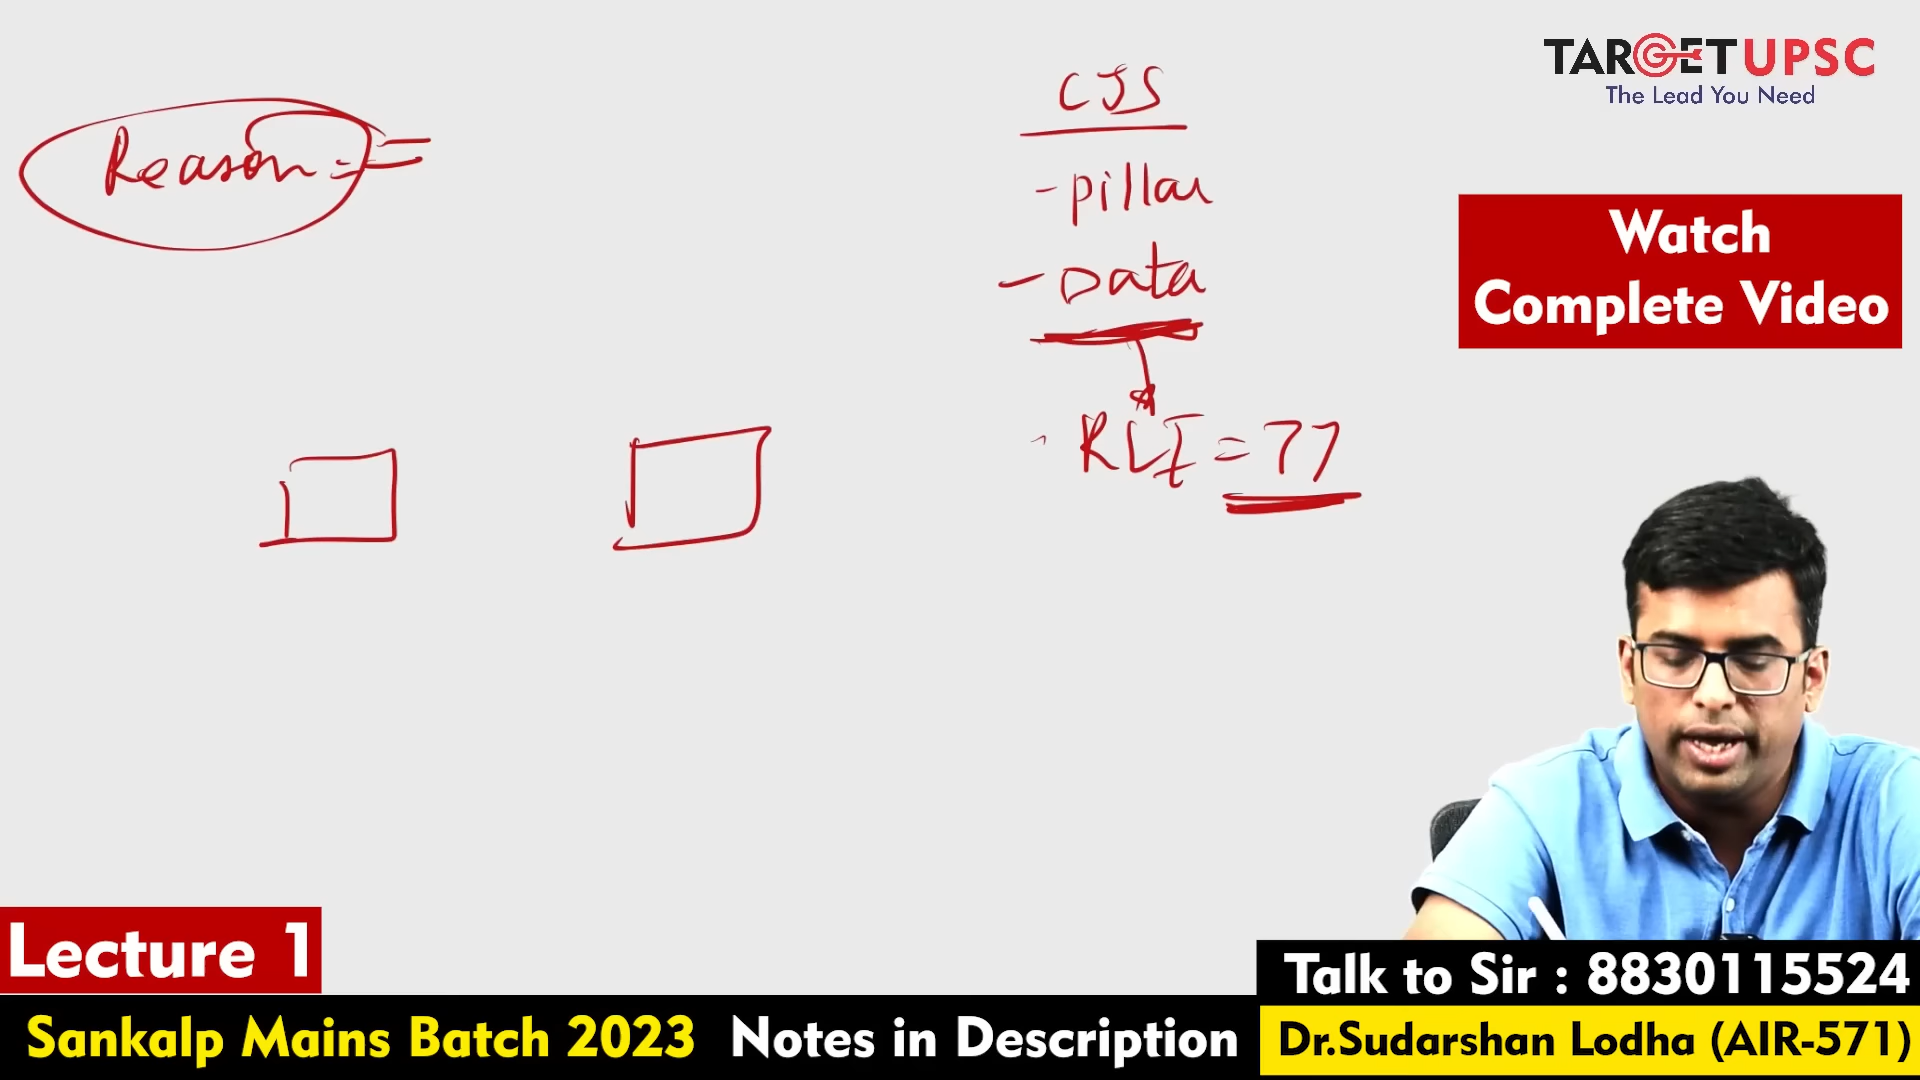 TARGET UPSC
The Lead You Need
CJS
Reason =
- pillar
- Data
RLI = 77
Watch
Complete Video
Lecture 1
Talk to Sir : 8830115524
Sankalp Mains Batch 2023 Notes in Description
Dr.Sudarshan Lodha (AIR-571)